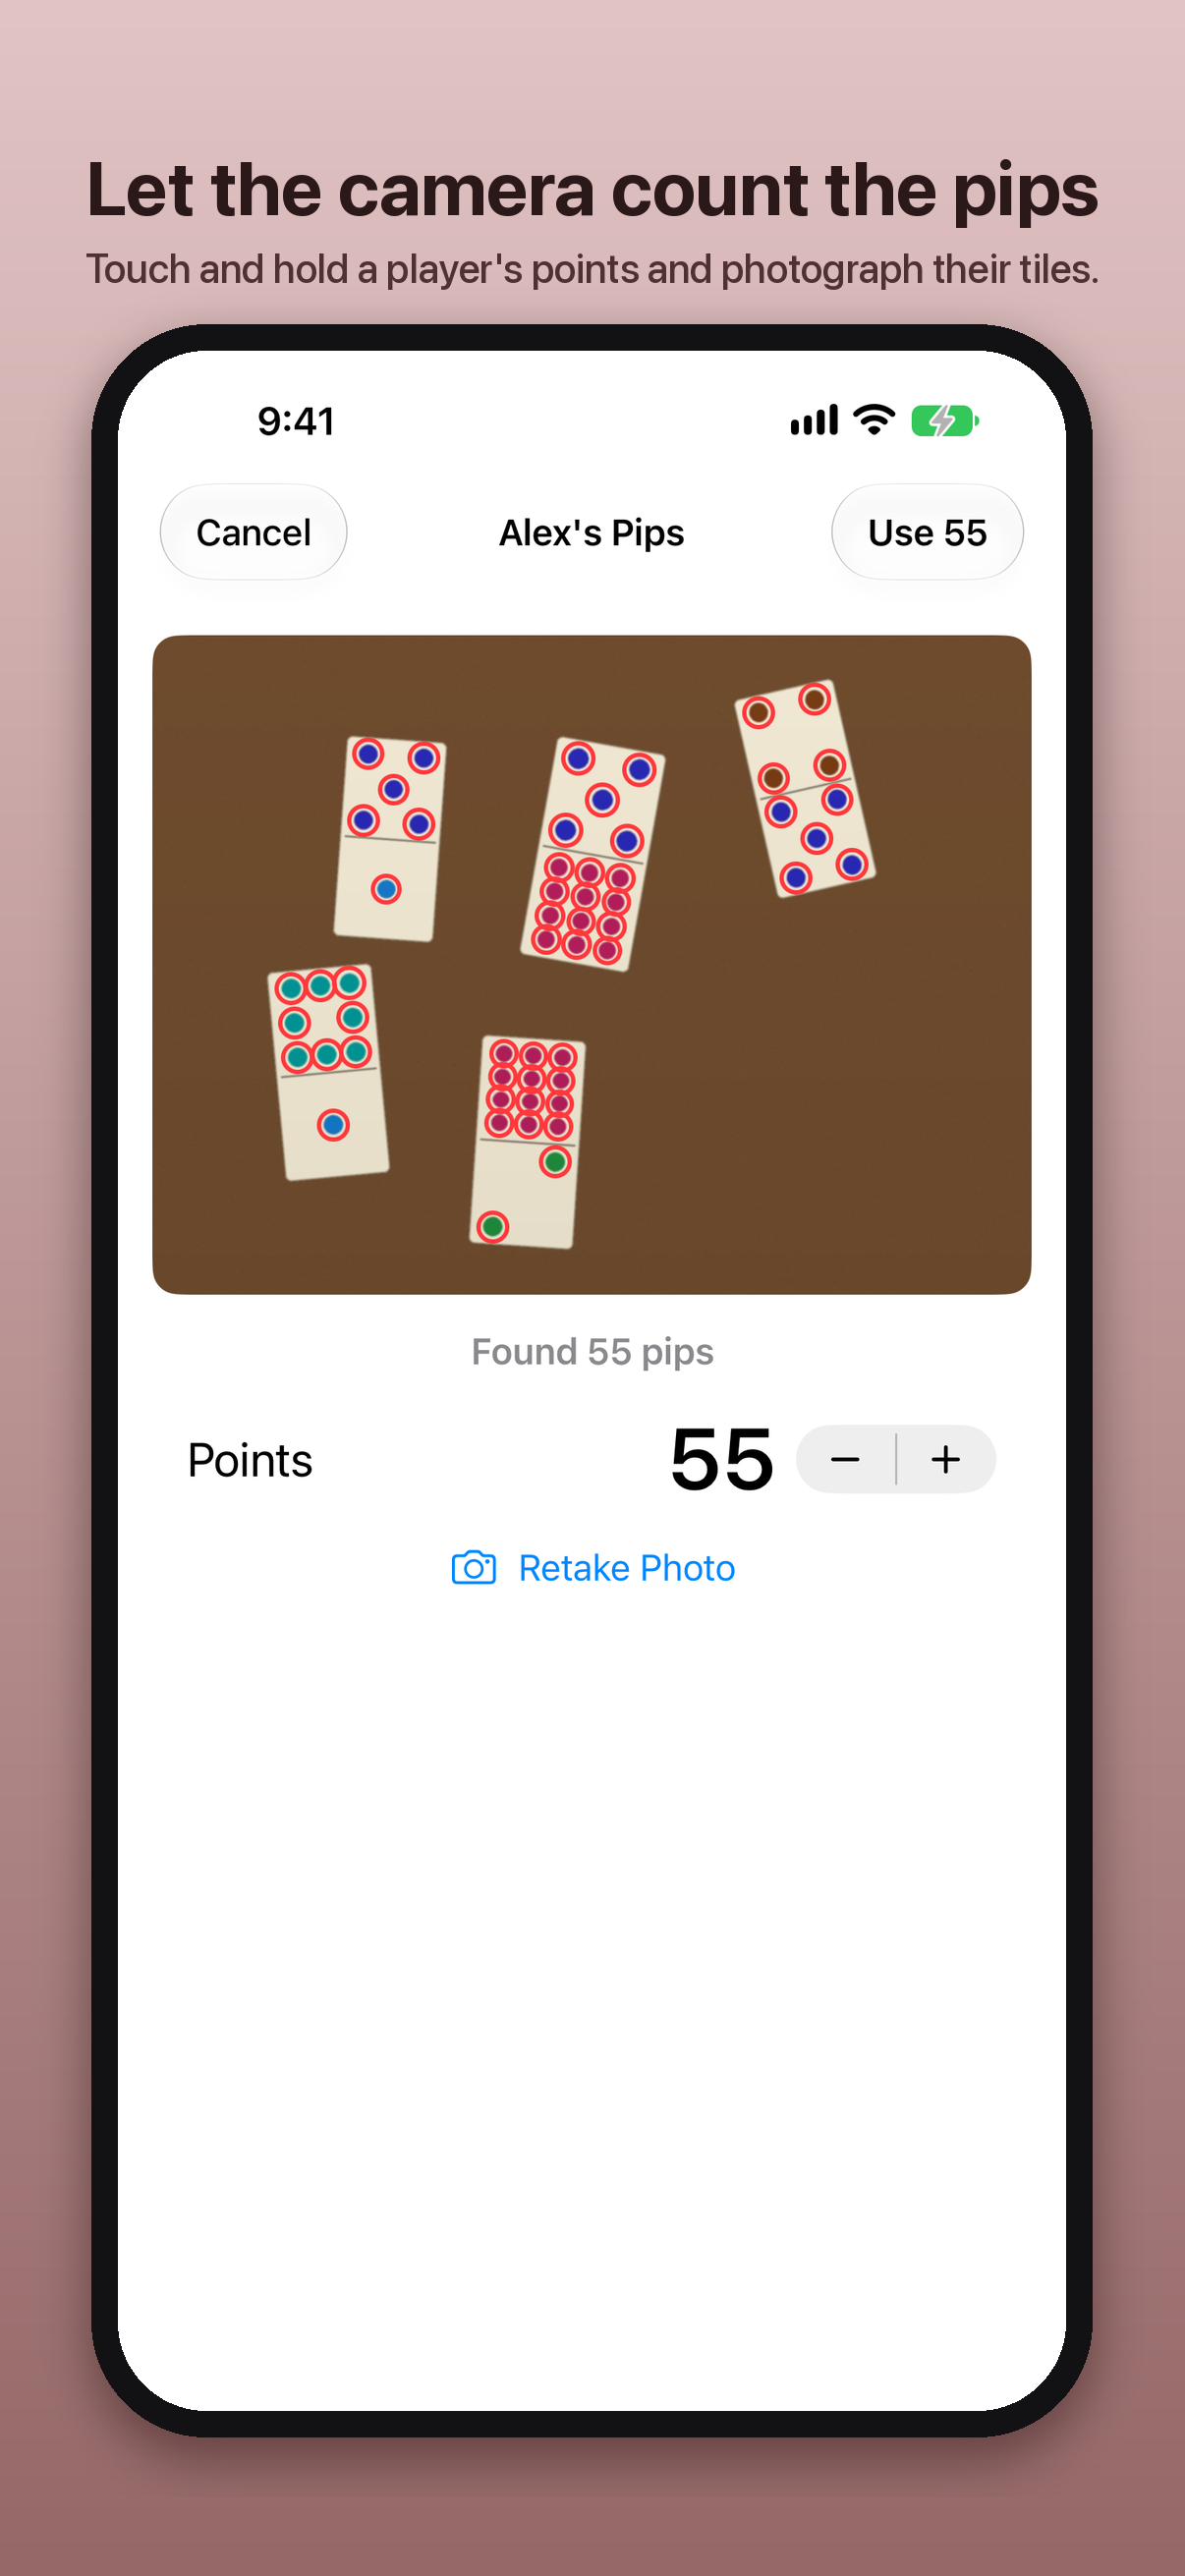 Let the camera count the pips
Touch and hold a player's points and photograph their tiles.
9:41
Cancel
Alex's Pips
Use 55
Found 55 pips
Points
55
− +
Retake Photo